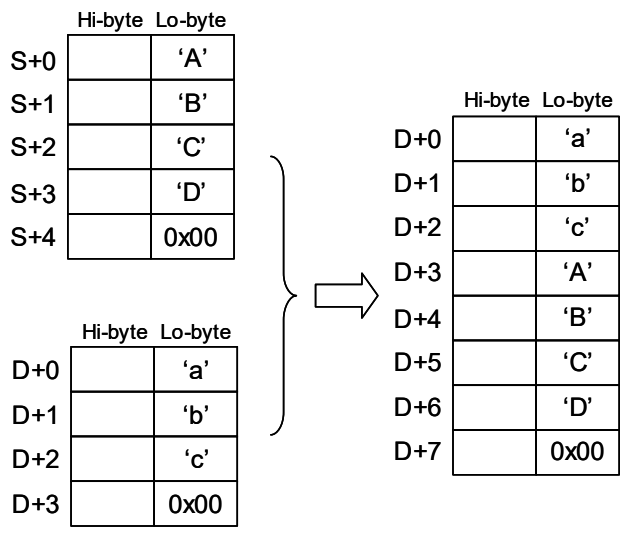 Hi-byte Lo-byte
S+0 ‘A’
S+1 ‘B’
S+2 ‘C’
S+3 ‘D’
S+4 0x00
Hi-byte Lo-byte
D+0 ‘a’
D+1 ‘b’
D+2 ‘c’
D+3 0x00
Hi-byte Lo-byte
D+0 ‘a’
D+1 ‘b’
D+2 ‘c’
D+3 ‘A’
D+4 ‘B’
D+5 ‘C’
D+6 ‘D’
D+7 0x00